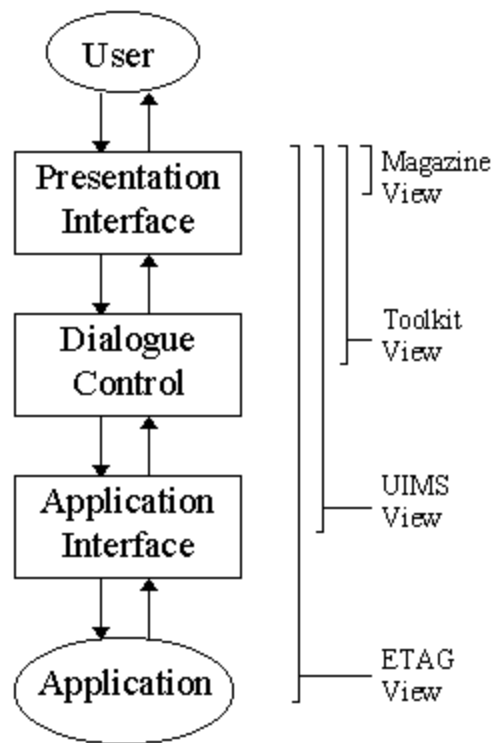 User
Presentation
Interface
Dialogue
Control
Application
Interface
Application
Magazine
View
Toolkit
View
UIMS
View
ETAG
View